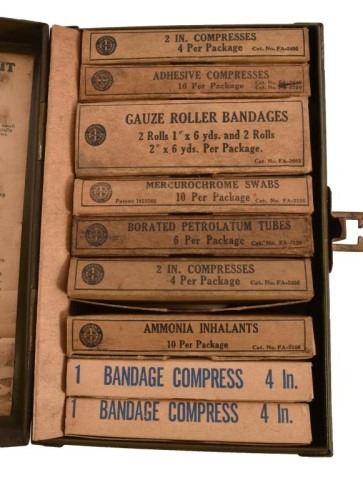 2 IN. COMPRESSES
4 Per Package
ADHESIVE COMPRESSES
16 Per Package
GAUZE ROLLER BANDAGES
2 Rolls 1" x 6 yds. and 2 Rolls
2" x 6 yds. Per Package.
MERCUROCHROME SWABS
10 Per Package
BORATED PETROLATUM TUBES
6 Per Package
2 IN. COMPRESSES
4 Per Package
AMMONIA INHALANTS
10 Per Package
1 BANDAGE COMPRESS 4 In.
1 BANDAGE COMPRESS 4 In.